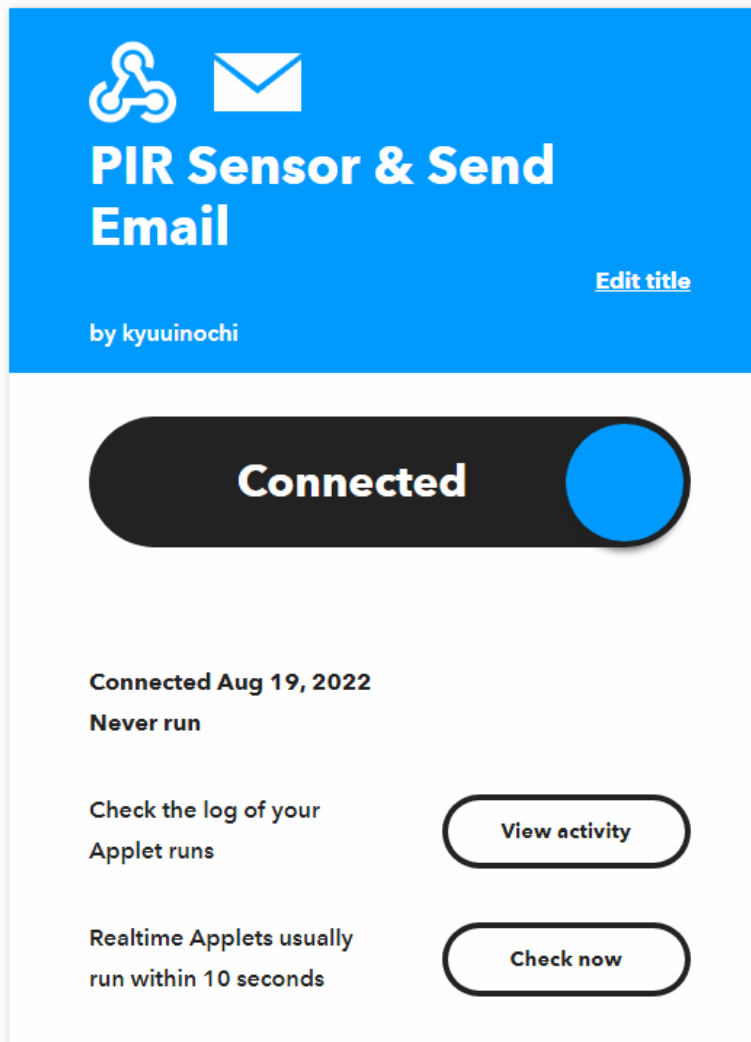 PIR Sensor & Send
Email
Edit title
by kyuuinochi
Connected
Connected Aug 19, 2022
Never run
Check the log of your
Applet runs
View activity
Realtime Applets usually
run within 10 seconds
Check now